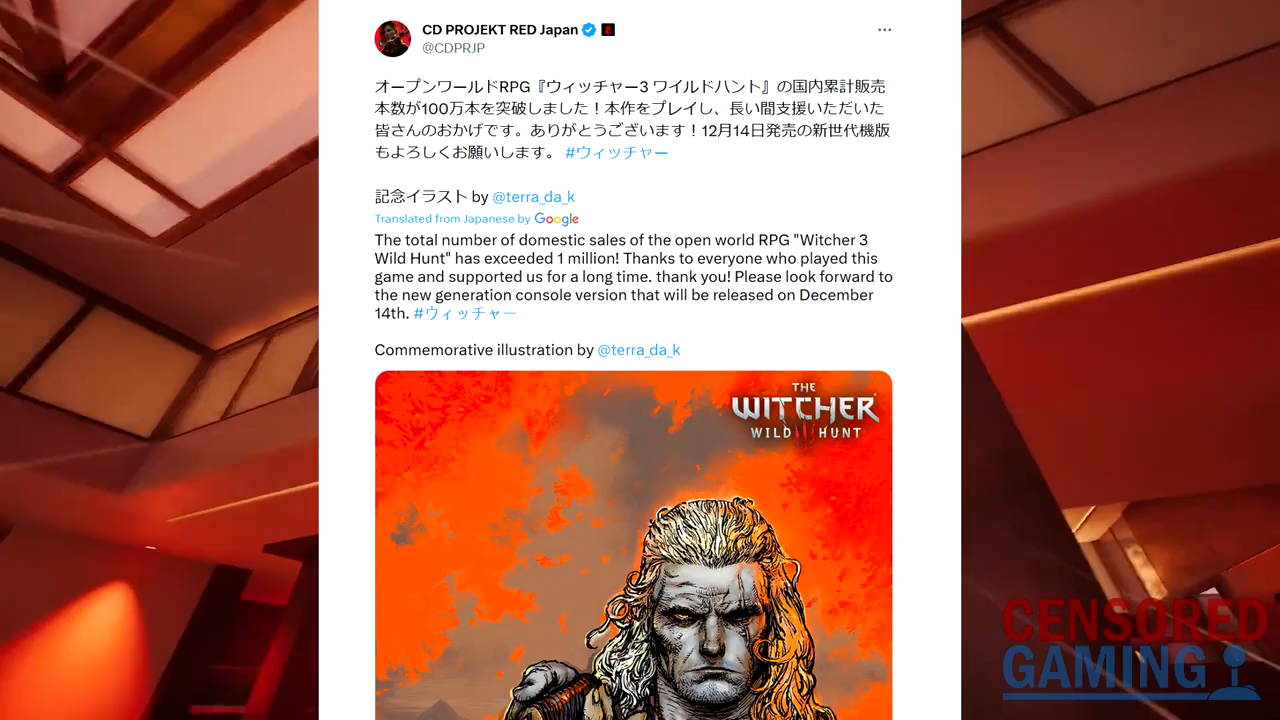 CD PROJEKT RED Japan
@CDPRJP
オープンワールドRPG『ウィッチャー3 ワイルドハント』の国内累計販売
本数が100万本を突破しました！本作をプレイし、長い間支援いただいた
皆さんのおかげです。ありがとうございます！12月14日発売の新世代機版
もよろしくお願いします。 #ウィッチャー
記念イラスト by @terra_da_k
Translated from Japanese by Google
The total number of domestic sales of the open world RPG "Witcher 3
Wild Hunt" has exceeded 1 million! Thanks to everyone who played this
game and supported us for a long time. thank you! Please look forward to
the new generation console version that will be released on December
14th. #ウィッチャー
Commemorative illustration by @terra_da_k
THE
WITCHER
WILD HUNT
CENSORED
GAMING